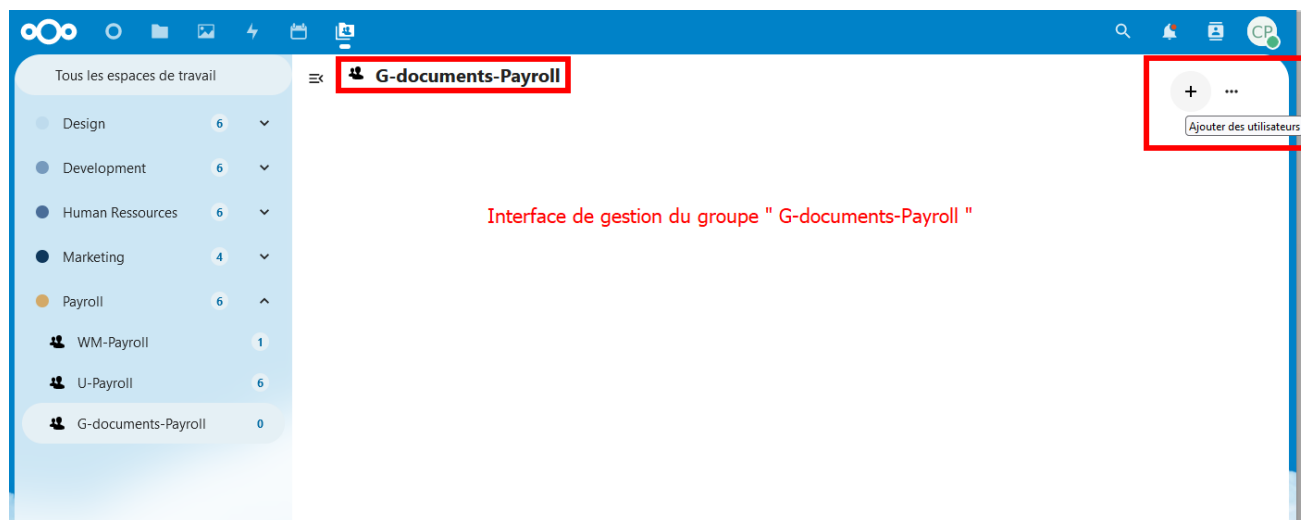 CP
Tous les espaces de travail
G-documents-Payroll
Ajouter des utilisateurs
Design 6
Development 6
Human Ressources 6
Interface de gestion du groupe " G-documents-Payroll "
Marketing 4
Payroll 6
WM-Payroll 1
U-Payroll 6
G-documents-Payroll 0